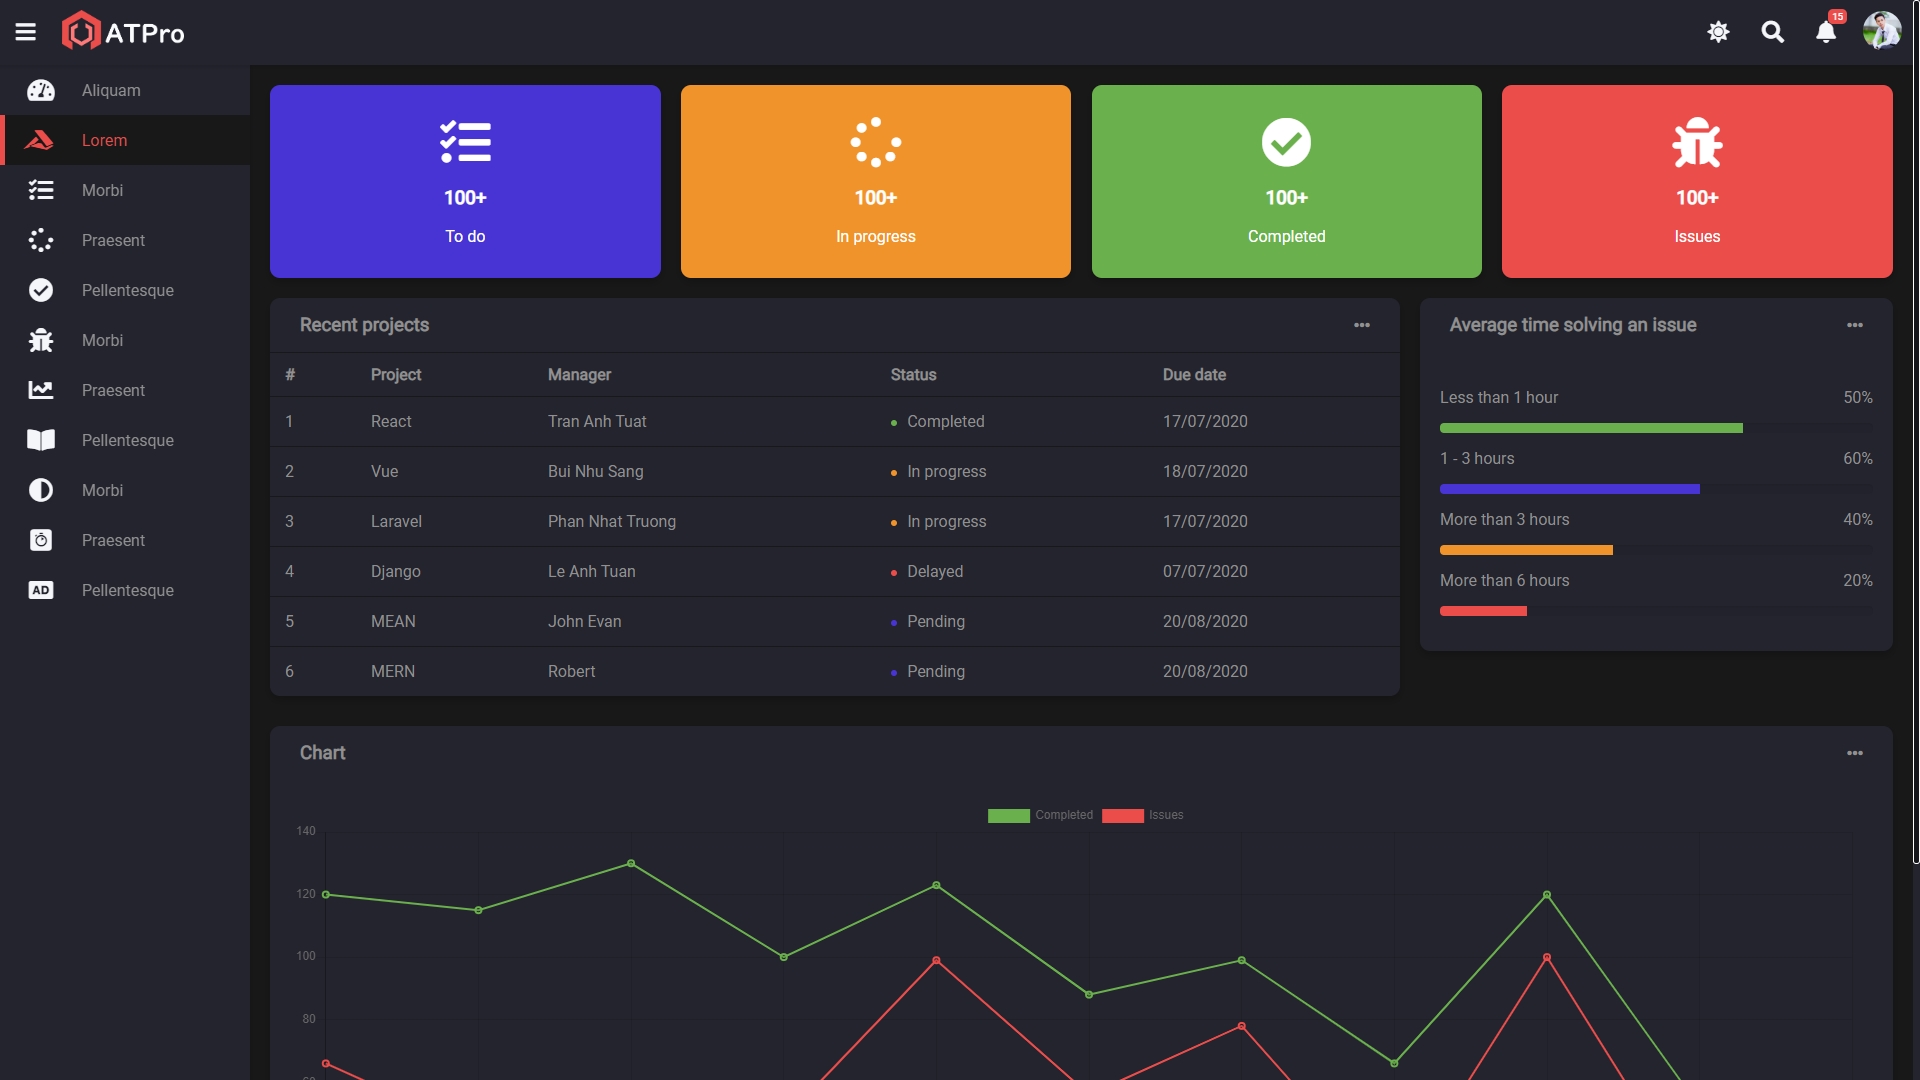 ATPro
15
Aliquam
Lorem
Morbi
Praesent
Pellentesque
Morbi
Praesent
Pellentesque
Morbi
Praesent
AD Pellentesque
100+
To do
100+
In progress
100+
Completed
100+
Issues
Recent projects
# Project Manager Status Due date
1 React Tran Anh Tuat Completed 17/07/2020
2 Vue Bui Nhu Sang In progress 18/07/2020
3 Laravel Phan Nhat Truong In progress 17/07/2020
4 Django Le Anh Tuan Delayed 07/07/2020
5 MEAN John Evan Pending 20/08/2020
6 MERN Robert Pending 20/08/2020
Average time solving an issue
Less than 1 hour 50%
1 - 3 hours 60%
More than 3 hours 40%
More than 6 hours 20%
Chart
Completed Issues
140
120
100
80